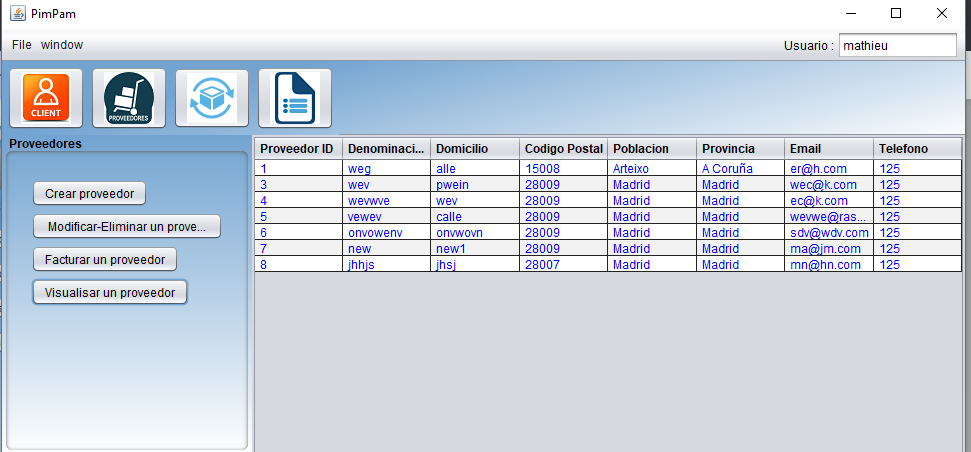 PimPam
File window Usuario : mathieu
CLIENT PROVEEDORES
Proveedores
Crear proveedor
Modificar-Eliminar un prove...
Facturar un proveedor
Visualisar un proveedor
Proveedor ID Denominaci... Domicilio Codigo Postal Poblacion Provincia Email Telefono
1 weg alle 15008 Arteixo A Coruña er@h.com 125
3 wev pwein 28009 Madrid Madrid wec@k.com 125
4 wevwve wev 28009 Madrid Madrid ec@k.com 125
5 vewev calle 28009 Madrid Madrid wevwe@ras... 125
6 onvowenv onvwovn 28009 Madrid Madrid sdv@wdv.com 125
7 new new1 28009 Madrid Madrid ma@jm.com 125
8 jhhjs jhsj 28007 Madrid Madrid mn@hn.com 125